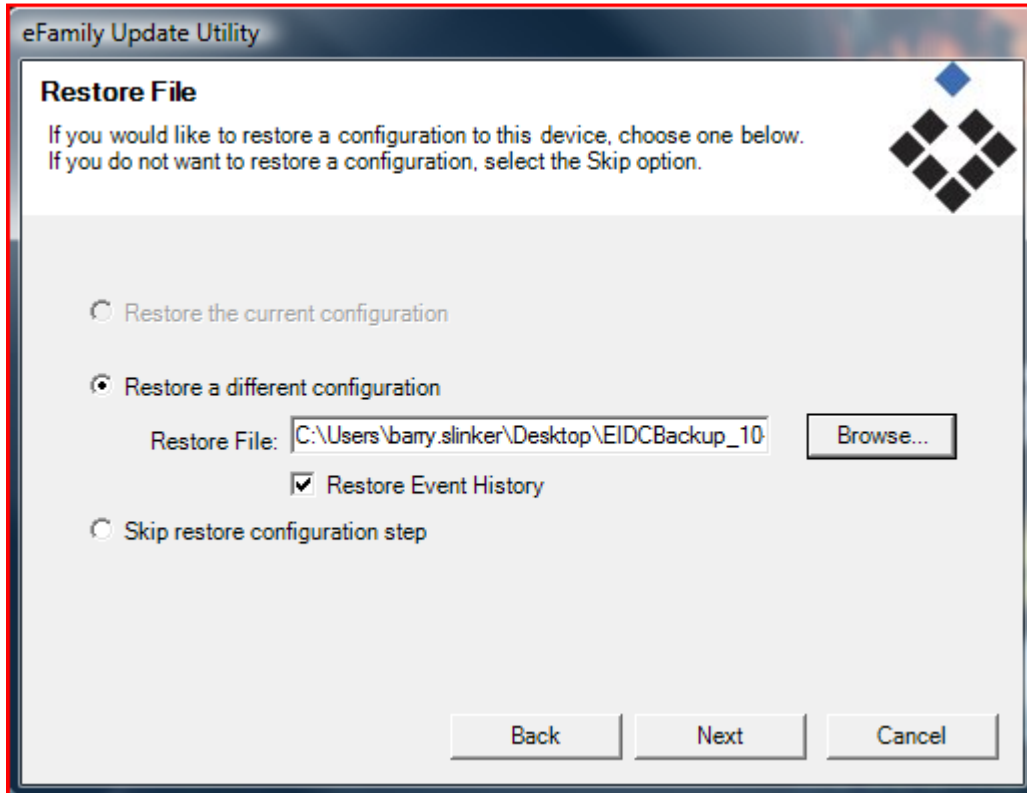 eFamily Update Utility
Restore File
If you would like to restore a configuration to this device, choose one below.
If you do not want to restore a configuration, select the Skip option.
Restore the current configuration
Restore a different configuration
Restore File: C:\Users\barry.slinker\Desktop\EIDCBackup_10- Browse...
Restore Event History
Skip restore configuration step
Back Next Cancel